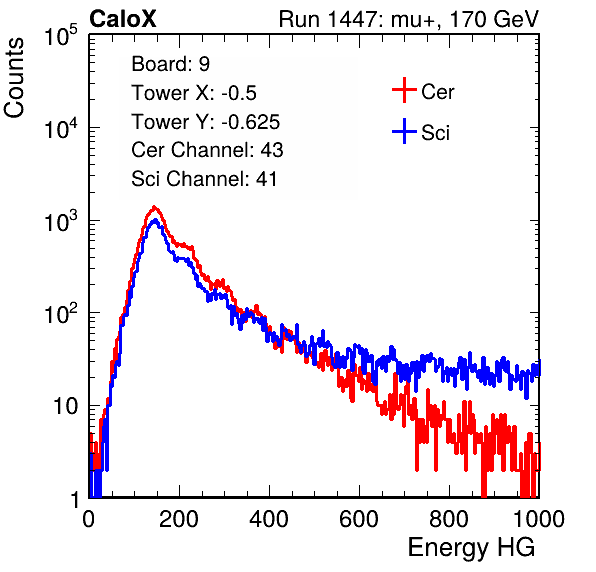 CaloX Run 1447: mu+, 170 GeV
Counts
Board: 9
Tower X: -0.5
Tower Y: -0.625
Cer Channel: 43
Sci Channel: 41
Cer
Sci
10^5
10^4
10^3
10^2
10
1
0 200 400 600 800 1000
Energy HG